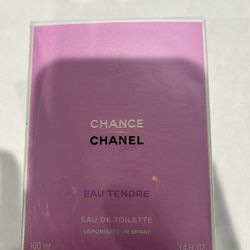 CHANCE
CHANEL
EAU TENDRE
EAU DE TOILETTE
VAPORISATEUR SPRAY
100 ml 3.4 FL.OZ